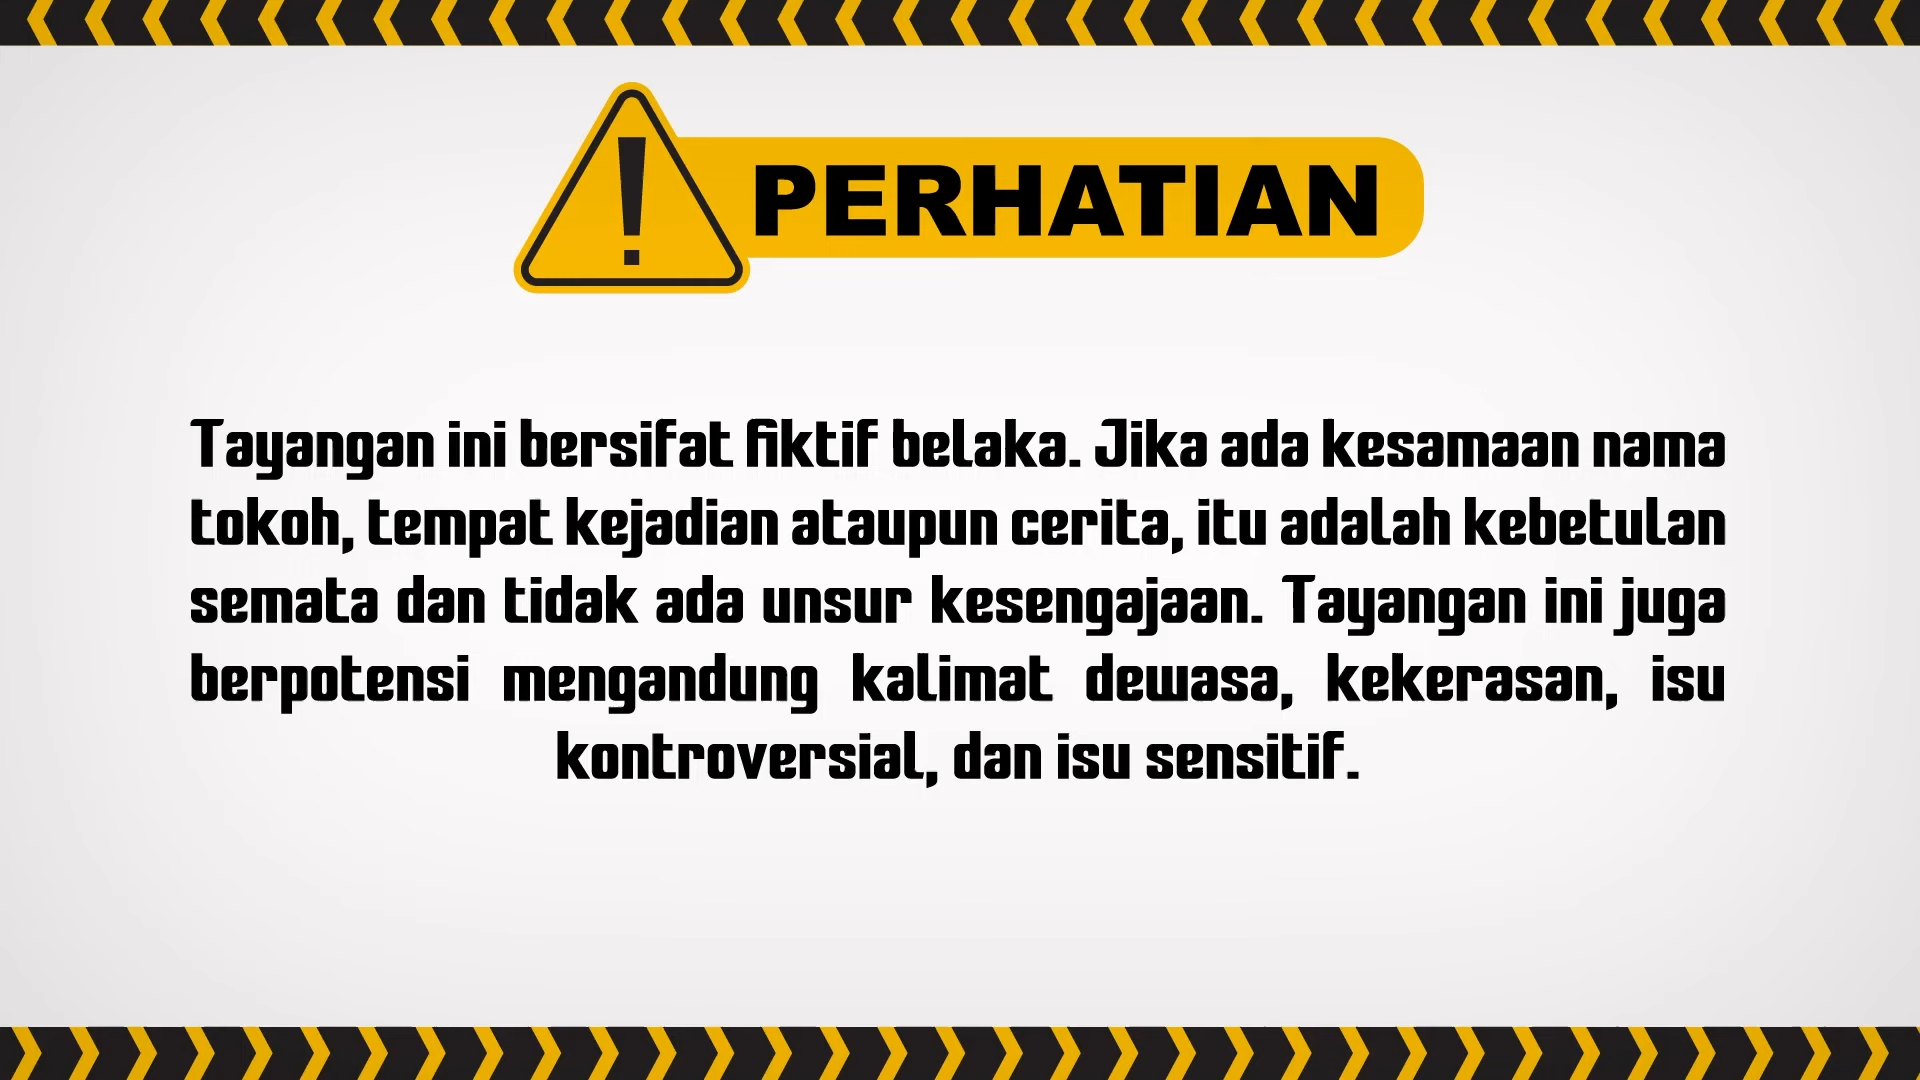 PERHATIAN
Tayangan ini bersifat fiktif belaka. Jika ada kesamaan nama
tokoh, tempat kejadian ataupun cerita, itu adalah kebetulan
semata dan tidak ada unsur kesengajaan. Tayangan ini juga
berpotensi mengandung kalimat dewasa, kekerasan, isu
kontroversial, dan isu sensitif.